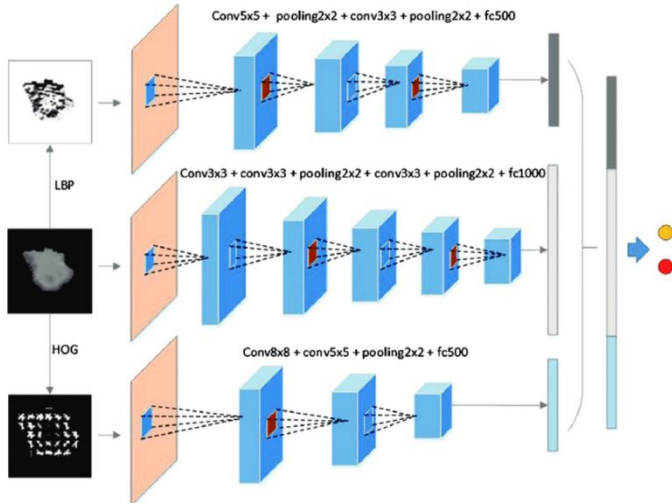 Conv5x5 + pooling2x2 + conv3x3 + pooling2x2 + fc500
LBP
Conv3x3 + conv3x3 + pooling2x2 + conv3x3 + pooling2x2 + fc1000
HOG
Conv8x8 + conv5x5 + pooling2x2 + fc500